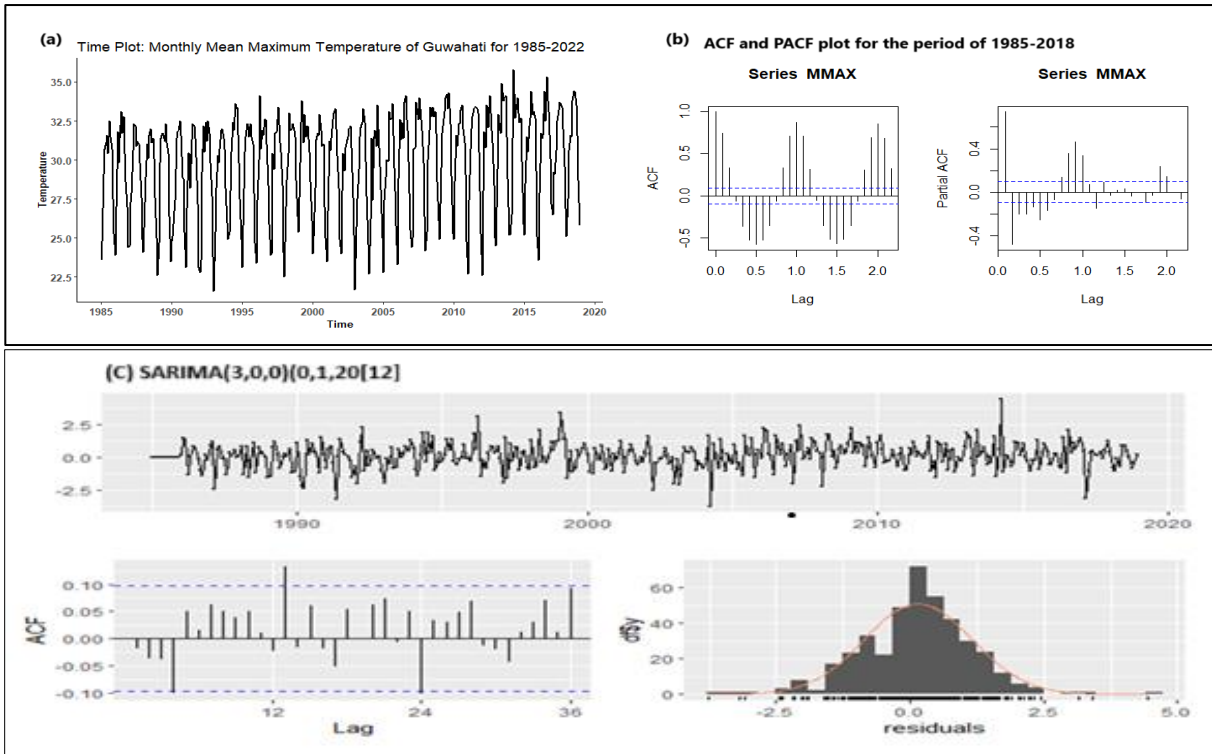 (a) Time Plot: Monthly Mean Maximum Temperature of Guwahati for 1985-2022
35.0
32.5
30.0
27.5
25.0
22.5
Temperature
1985 1990 1995 2000 2005 2010 2015 2020
Time
(b) ACF and PACF plot for the period of 1985-2018
Series MMAX
1.0
0.5
0.0
-0.5
ACF
0.0 0.5 1.0 1.5 2.0
Lag
Series MMAX
0.4
0.0
-0.4
Partial ACF
0.0 0.5 1.0 1.5 2.0
Lag
(C) SARIMA(3,0,0)(0,1,20[12]
2.5
0.0
-2.5
1990 2000 2010 2020
0.10
0.05
0.00
-0.05
-0.10
ACF
12 24 36
Lag
60
40
20
0
df$y
-2.5 0.0 2.5 5.0
residuals